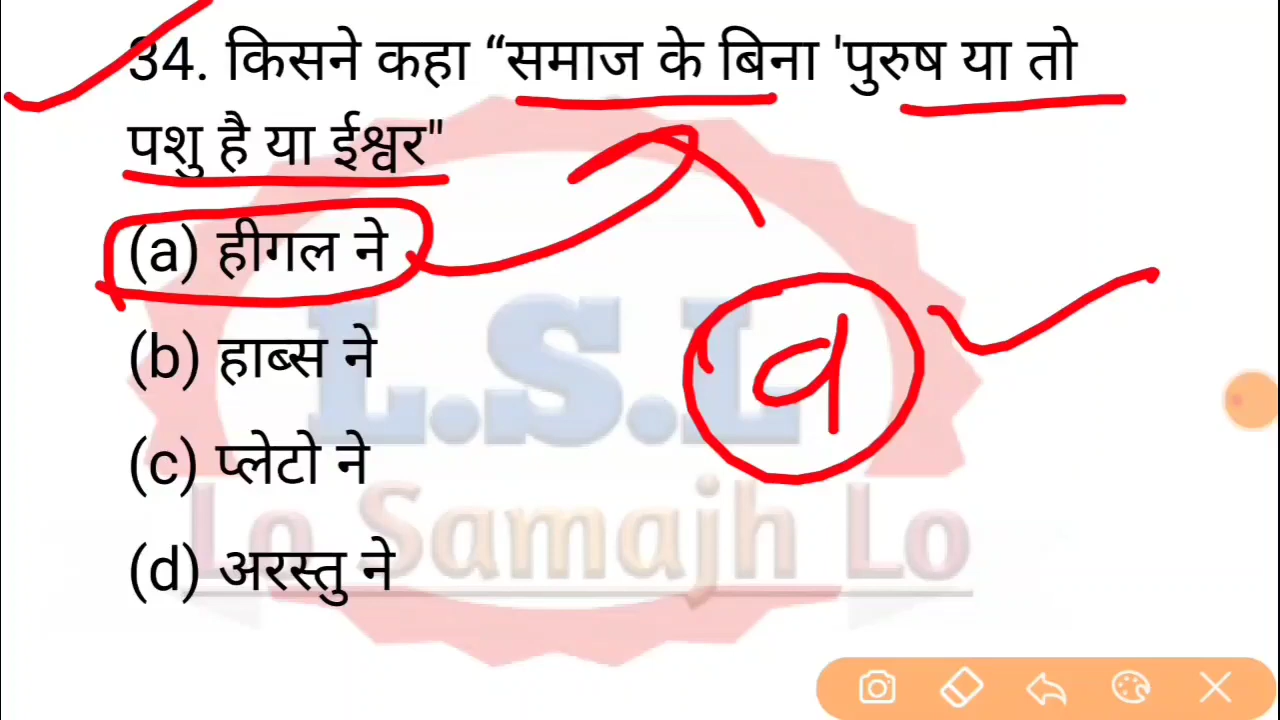 34. किसने कहा “समाज के बिना 'पुरुष या तो
पशु है या ईश्वर"
(a) हीगल ने
(b) हाब्स ने
(c) प्लेटो ने
(d) अरस्तु ने
L.S.L
Lo Samajh Lo
a